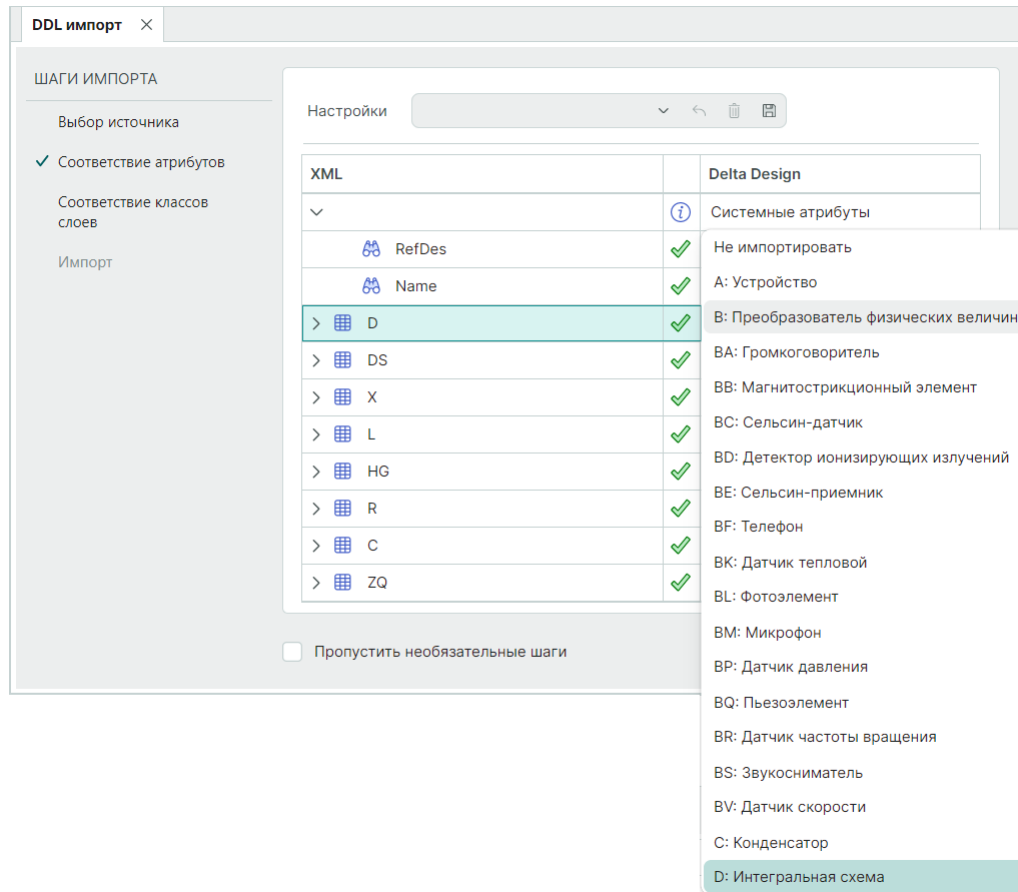 DDL импорт
ШАГИ ИМПОРТА
Выбор источника
Соответствие атрибутов
Соответствие классов
слоев
Импорт
Настройки
XML
Delta Design
Системные атрибуты
RefDes
Name
D
DS
X
L
HG
R
C
ZQ
Пропустить необязательные шаги
Не импортировать
A: Устройство
B: Преобразователь физических величин
BA: Громкоговоритель
BB: Магнитострикционный элемент
BC: Сельсин-датчик
BD: Детектор ионизирующих излучений
BE: Сельсин-приемник
BF: Телефон
BK: Датчик тепловой
BL: Фотоэлемент
BM: Микрофон
BP: Датчик давления
BQ: Пьезоэлемент
BR: Датчик частоты вращения
BS: Звукосниматель
BV: Датчик скорости
C: Конденсатор
D: Интегральная схема